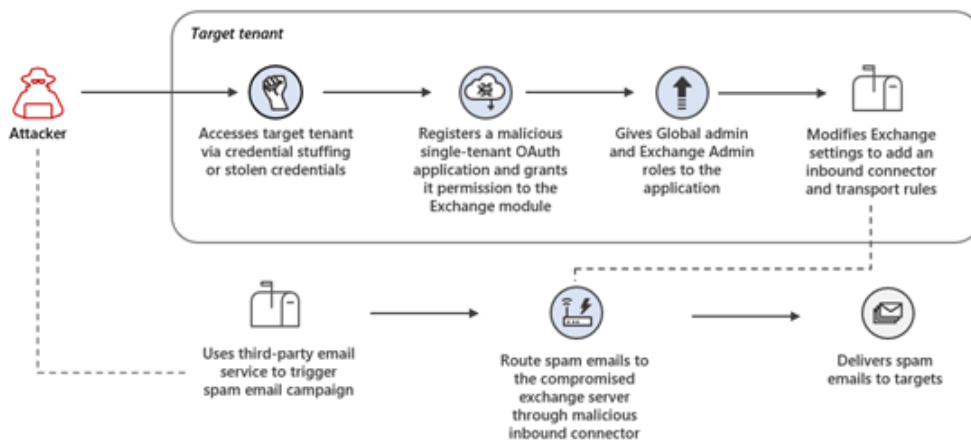 Target tenant
Attacker
Accesses target tenant
via credential stuffing
or stolen credentials
Registers a malicious
single-tenant OAuth
application and grants
it permission to the
Exchange module
Gives Global admin
and Exchange Admin
roles to the
application
Modifies Exchange
settings to add an
inbound connector
and transport rules
Uses third-party email
service to trigger
spam email campaign
Route spam emails to
the compromised
exchange server
through malicious
inbound connector
Delivers spam
emails to targets